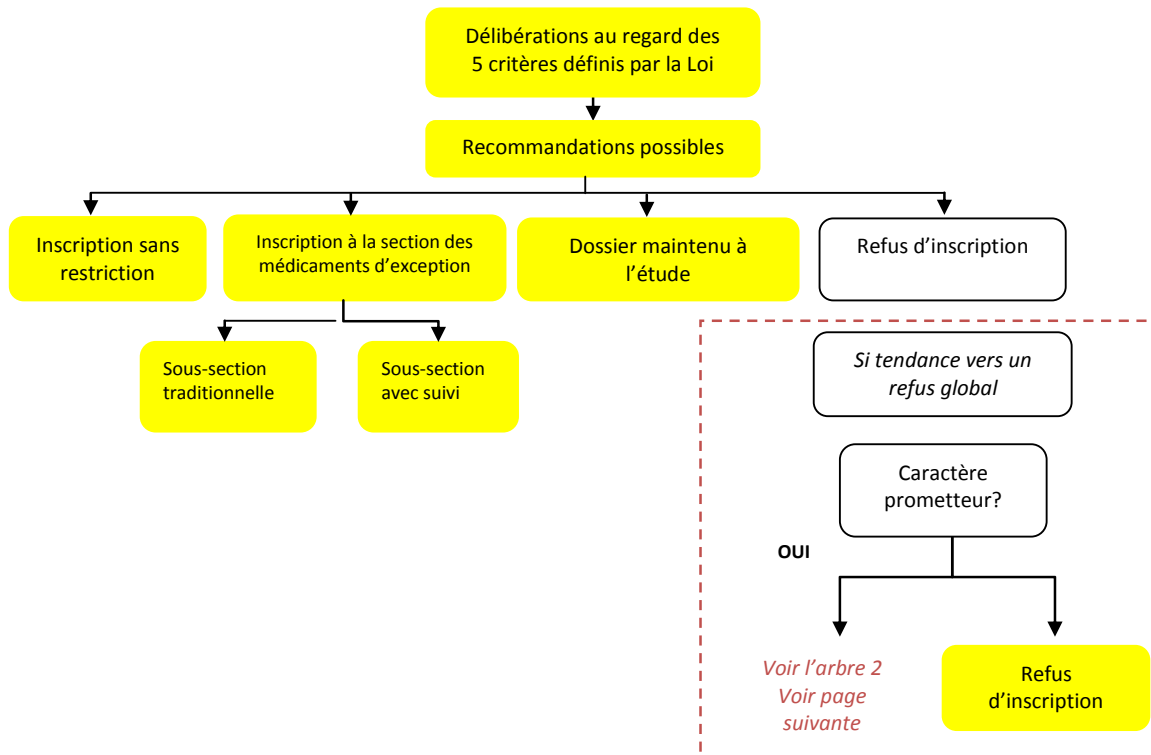 Délibérations au regard des
5 critères définis par la Loi
Recommandations possibles
Inscription sans
restriction
Inscription à la section des
médicaments d'exception
Dossier maintenu à
l'étude
Refus d'inscription
Sous-section
traditionnelle
Sous-section
avec suivi
Si tendance vers un
refus global
Caractère
prometteur?
OUI
Voir l'arbre 2
Voir page
suivante
Refus
d'inscription